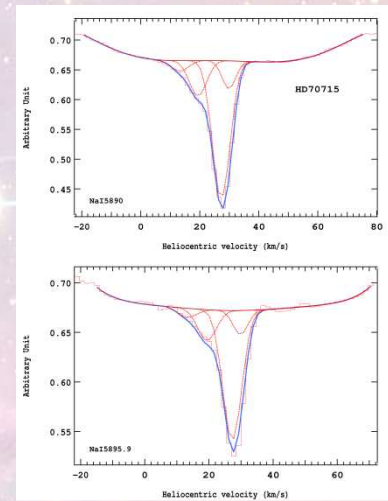 0.70
0.65
0.60
0.55
0.50
0.45
Arbitrary Unit
HD70715
NaI5890
-20 0 20 40 60 80
Heliocentric velocity (km/s)
0.70
0.65
0.60
0.55
Arbitrary Unit
NaI5895.9
-20 0 20 40 60
Heliocentric velocity (km/s)